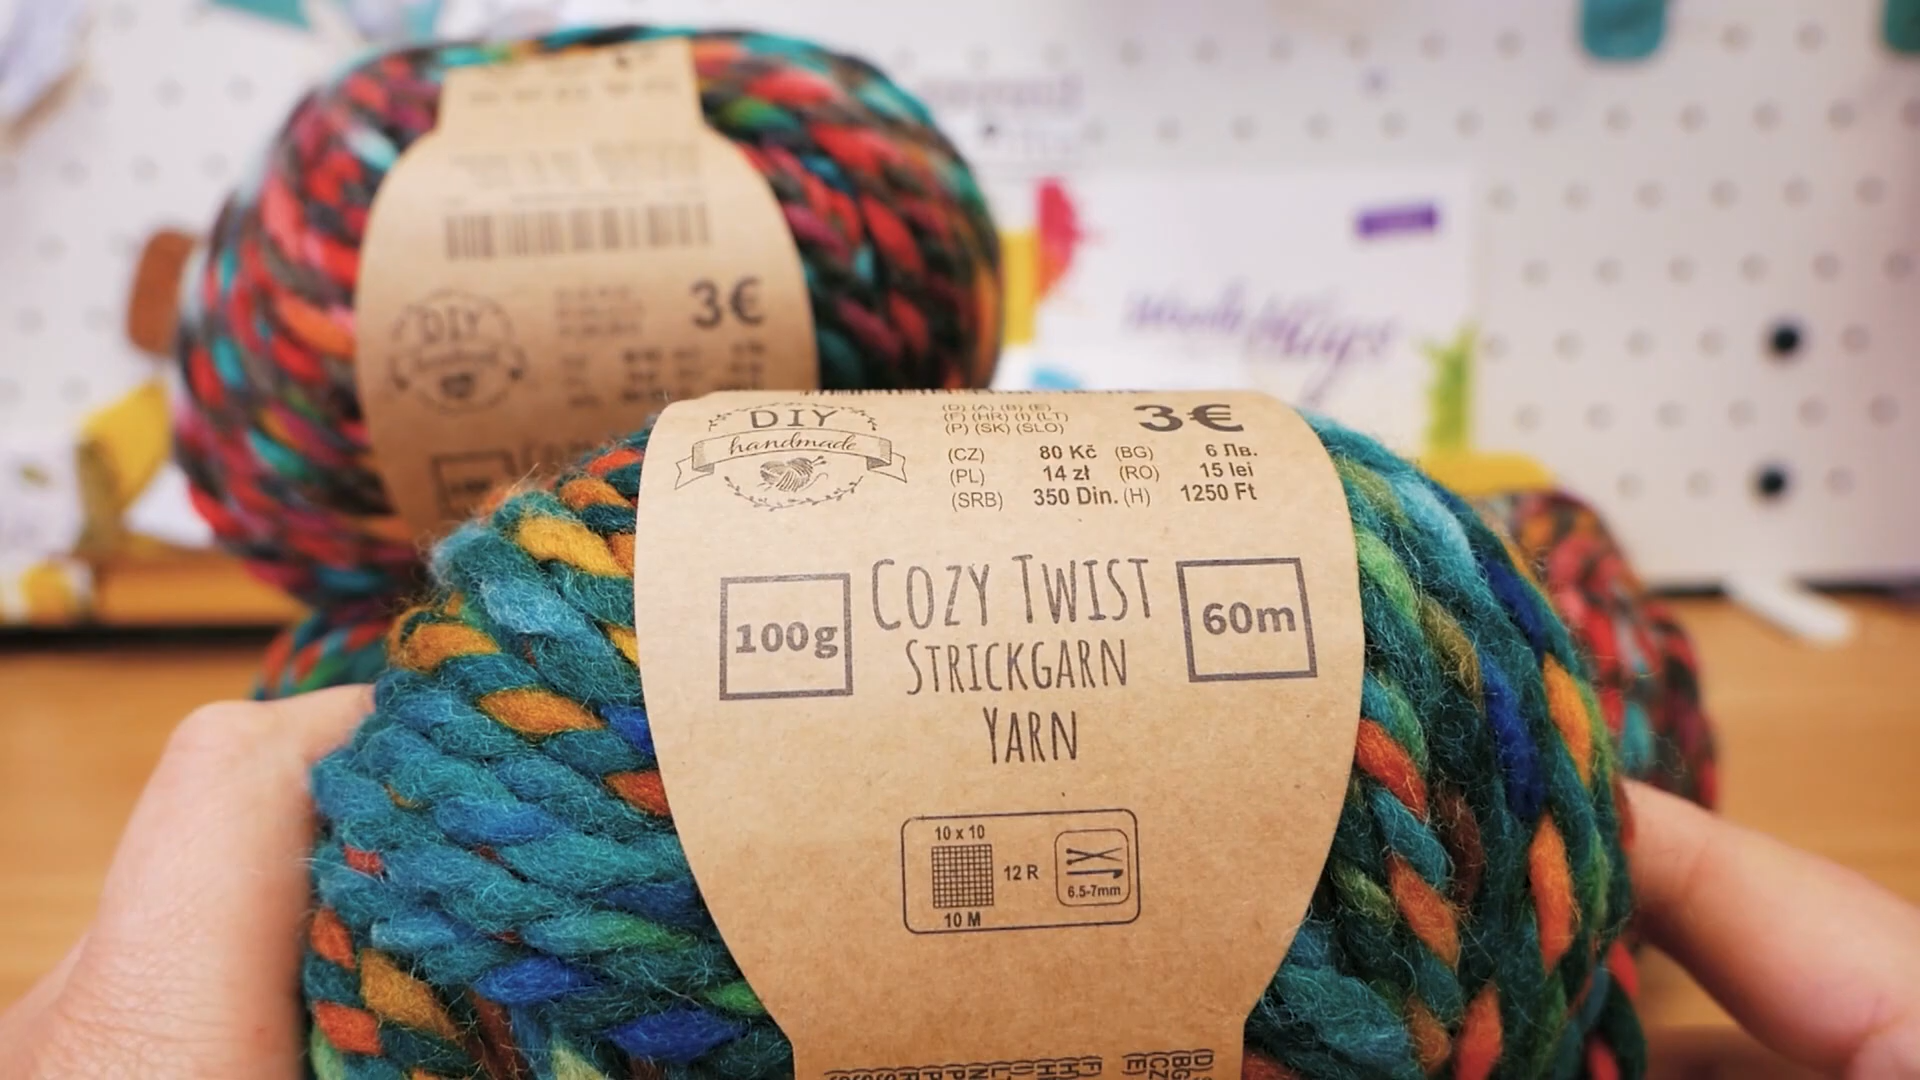 3€
DIY
DIY
handmade
(D) (A) (B) (E)
(F) (HR) (I) (LT)
(P) (SK) (SLO)
3€
(CZ) 80 Kč (BG) 6 Лв.
(PL) 14 zł (RO) 15 lei
(SRB) 350 Din. (H) 1250 Ft
100g
COZY TWIST
STRICKGARN
YARN
60m
10 x 10
12 R
10 M
6.5-7mm